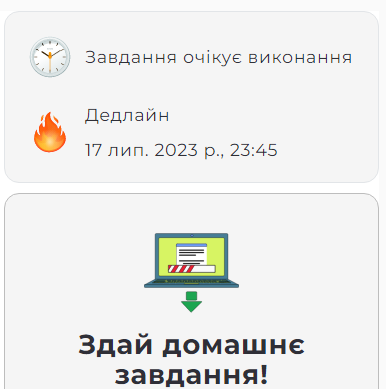 Завдання очікує виконання
Дедлайн
17 лип. 2023 р., 23:45
Здай домашнє
завдання!